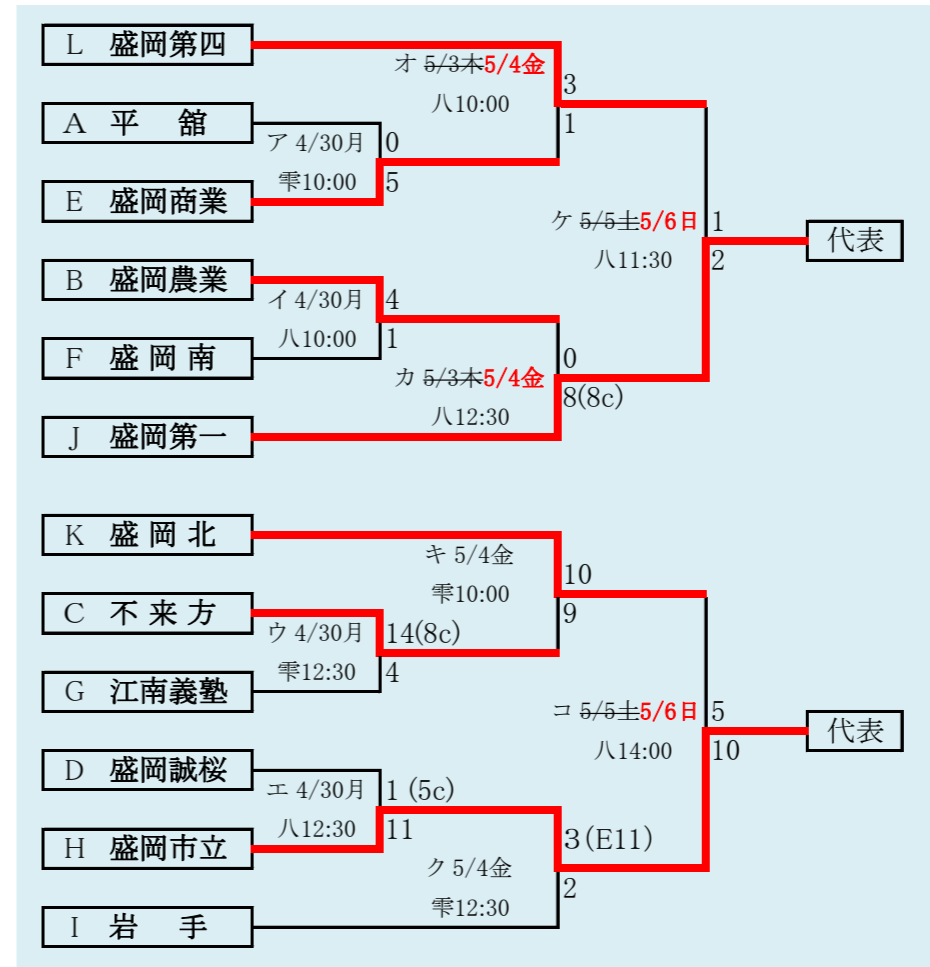 L 盛岡第四
オ 5/3木5/4金
3
八10:00
1
A 平 舘
ア 4/30月
0
雫10:00
5
E 盛岡商業
ケ 5/5土5/6日
1
八11:30
2
代表
B 盛岡農業
イ 4/30月
4
八10:00
1
F 盛岡南
0
カ 5/3木5/4金
8(8c)
八12:30
J 盛岡第一
K 盛岡北
キ 5/4金
10
雫10:00
9
C 不来方
ウ 4/30月
14(8c)
雫12:30
4
G 江南義塾
コ 5/5土5/6日
5
八14:00
10
代表
D 盛岡誠桜
エ 4/30月
1 (5c)
八12:30
11
H 盛岡市立
3(E11)
ク 5/4金
2
雫12:30
I 岩 手